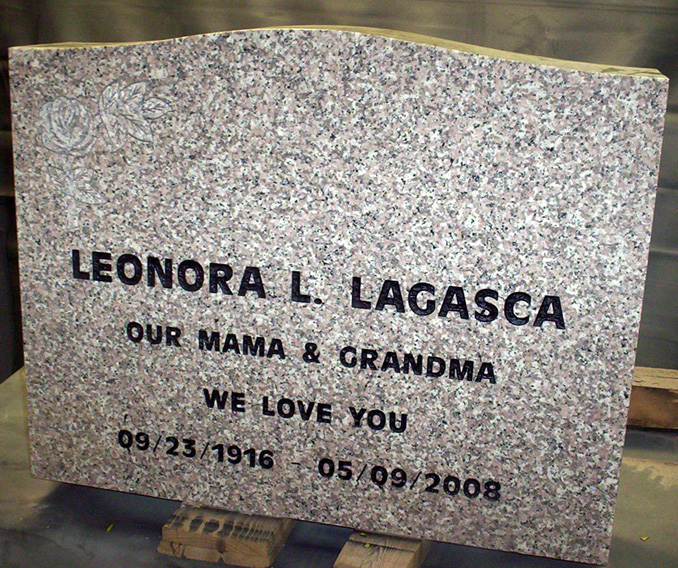 LEONORA L. LAGASCA
OUR MAMA & GRANDMA
WE LOVE YOU
09/23/1916 - 05/09/2008